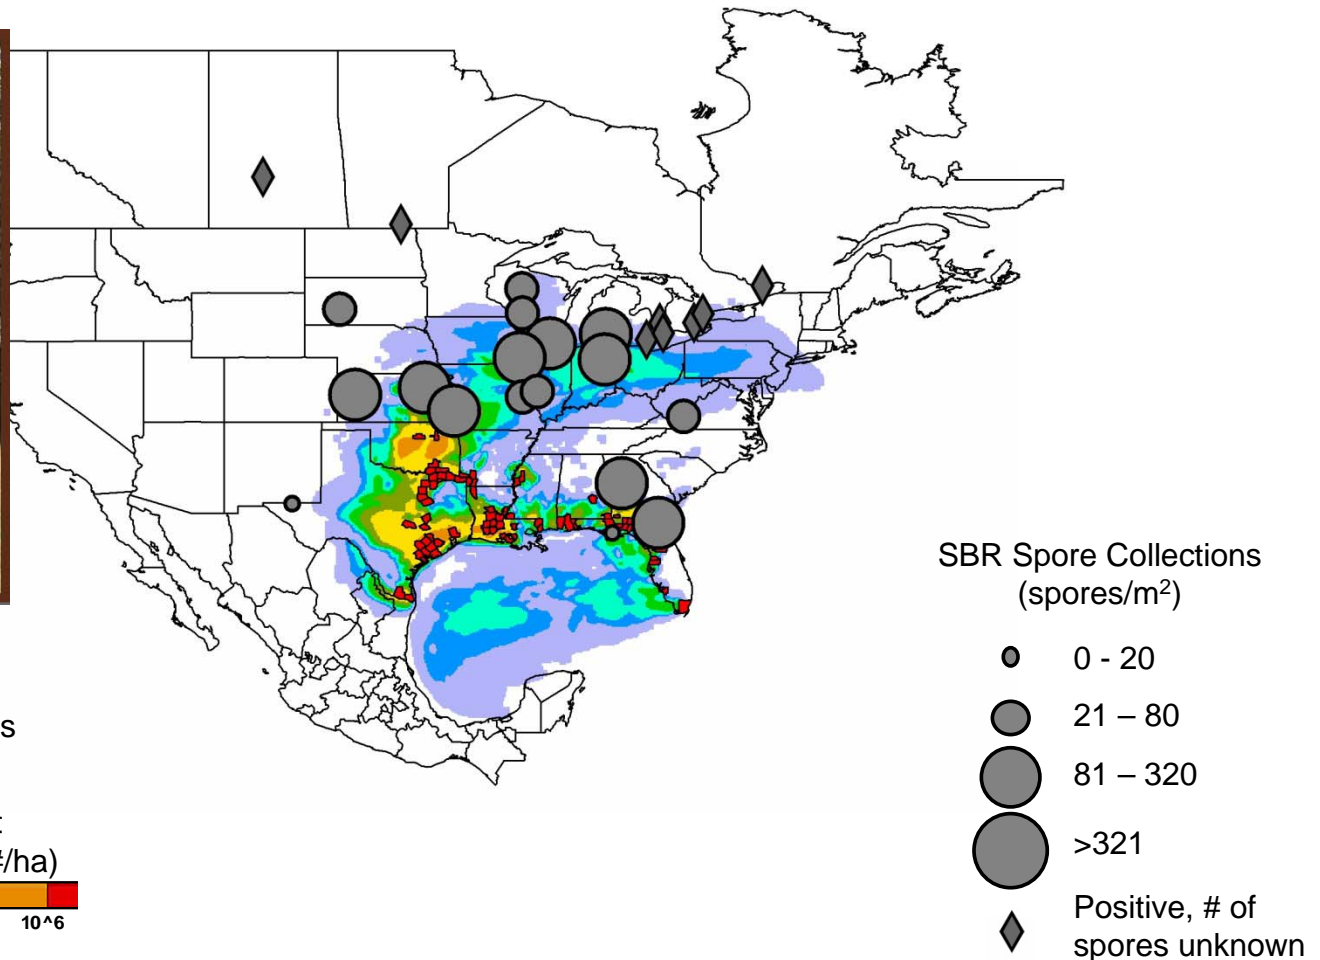 SBR Spore Collections
(spores/m²)
0 - 20
21 – 80
81 – 320
>321
Positive, # of
spores unknown
s
#/ha)
10^6